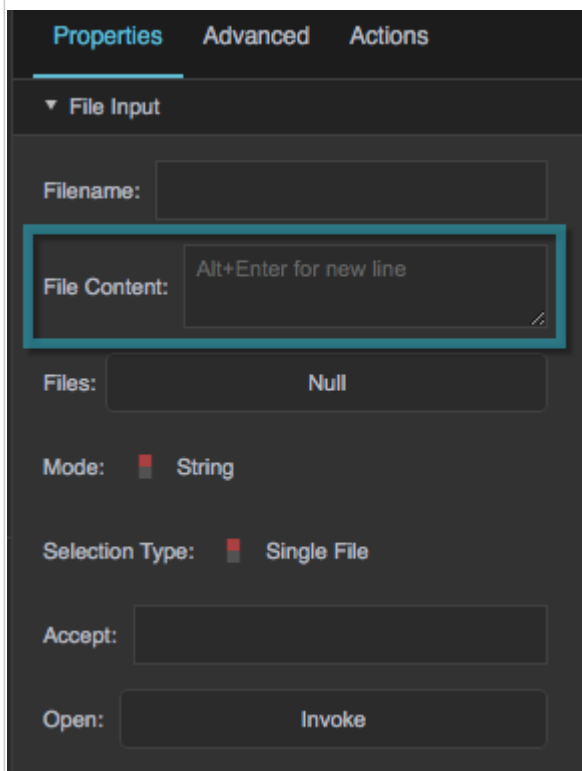 Properties Advanced Actions
File Input
Filename:
File Content: Alt+Enter for new line
Files: Null
Mode: String
Selection Type: Single File
Accept:
Open: Invoke